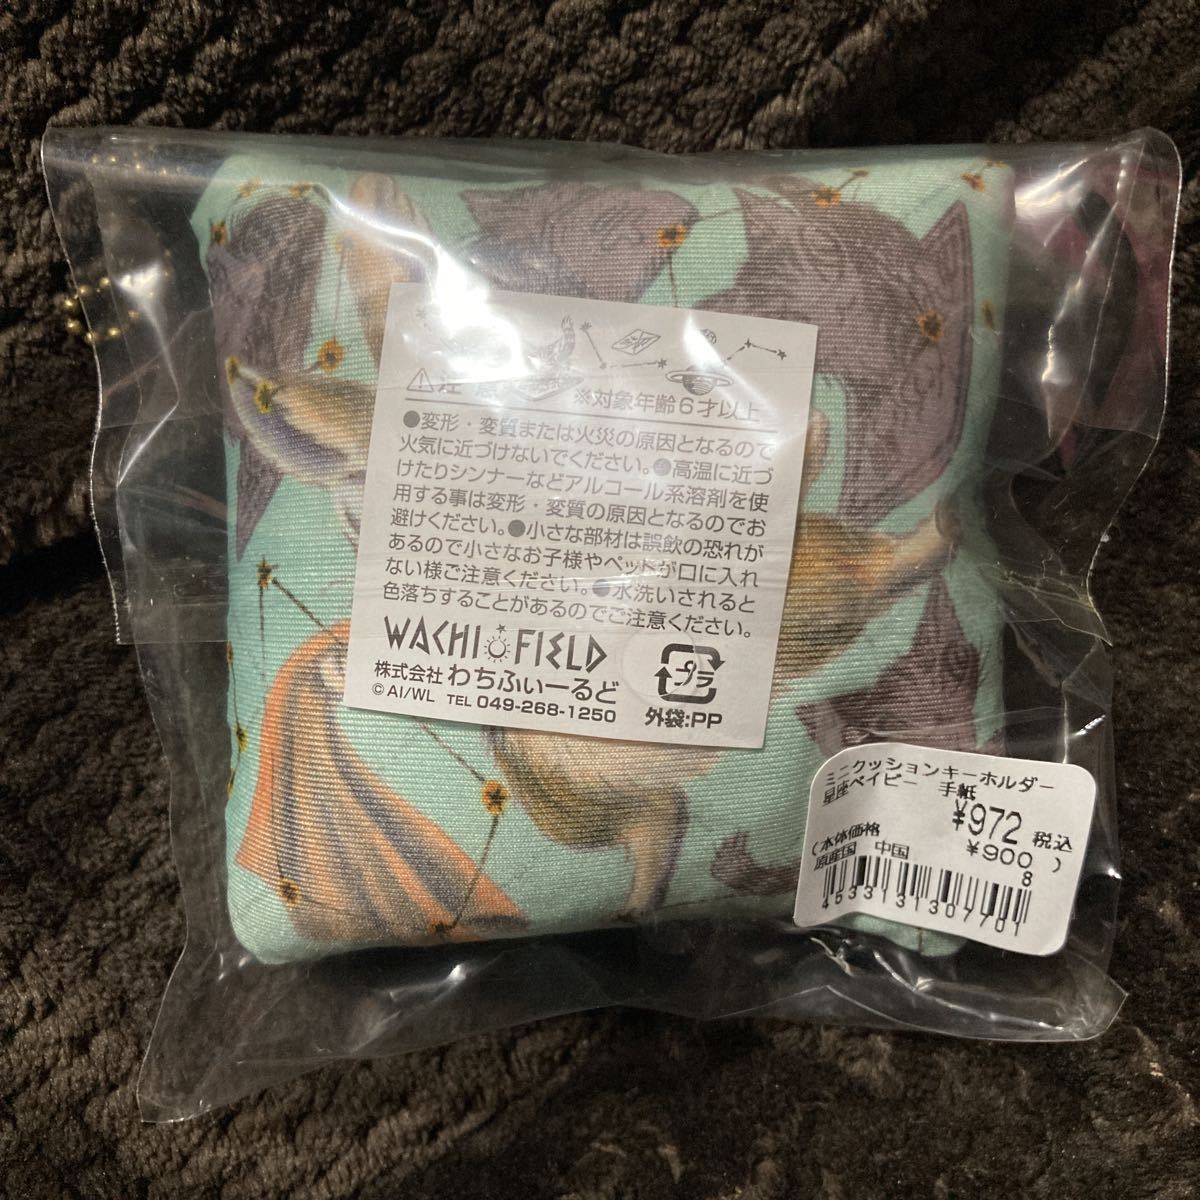 ⚠注意
※対象年齢6才以上
●変形・変質または火災の原因となるので
火気に近づけないでください。●高温に近づ
けたりシンナーなどアルコール系溶剤を使
用する事は変形・変質の原因となるのでお
避けください。●小さな部材は誤飲の恐れが
あるので小さなお子様やペットが口に入れ
ない様ご注意ください。●水洗いされると
色落ちすることがあるのでご注意ください。
WACHI FIELD
株式会社わちふぃーるど
©AI/WL TEL 049-268-1250
プラ
外袋:PP
ミニクッションキーホルダー
星座ベイビー 手紙
¥972 税込
(本体価格 ¥900)
原産国 中国 8
4533131307701